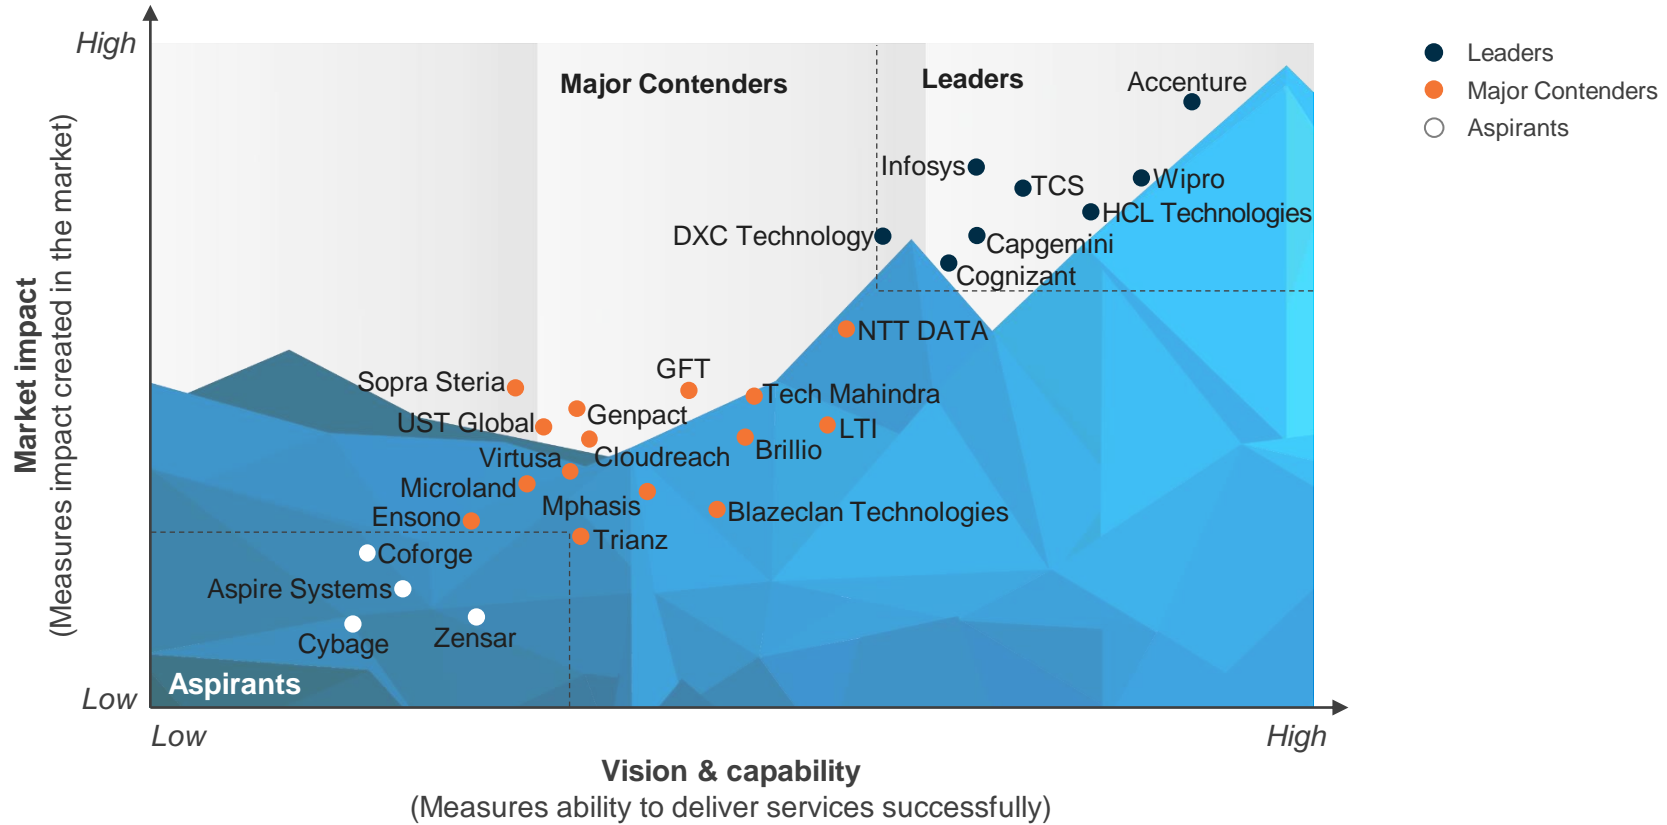 High
Major Contenders
Leaders
Accenture
Infosys
TCS
Wipro
HCL Technologies
DXC Technology
Capgemini
Cognizant
NTT DATA
GFT
Sopra Steria
Tech Mahindra
Genpact
UST Global
LTI
Brillio
Cloudreach
Virtusa
Microland
Mphasis
Blazeclan Technologies
Ensono
Trianz
Coforge
Aspire Systems
Zensar
Cybage
Aspirants
Low
Low
High
Market impact
(Measures impact created in the market)
Vision & capability
(Measures ability to deliver services successfully)
Leaders
Major Contenders
Aspirants